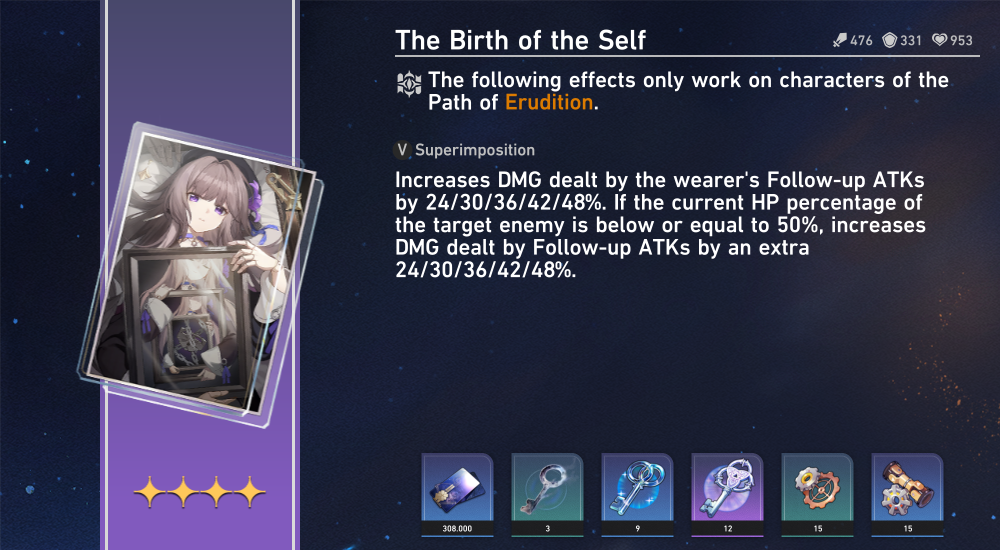 The Birth of the Self
476 331 953
The following effects only work on characters of the
Path of Erudition.
V Superimposition
Increases DMG dealt by the wearer's Follow-up ATKs
by 24/30/36/42/48%. If the current HP percentage of
the target enemy is below or equal to 50%, increases
DMG dealt by Follow-up ATKs by an extra
24/30/36/42/48%.
308.000 3 9 12 15 15